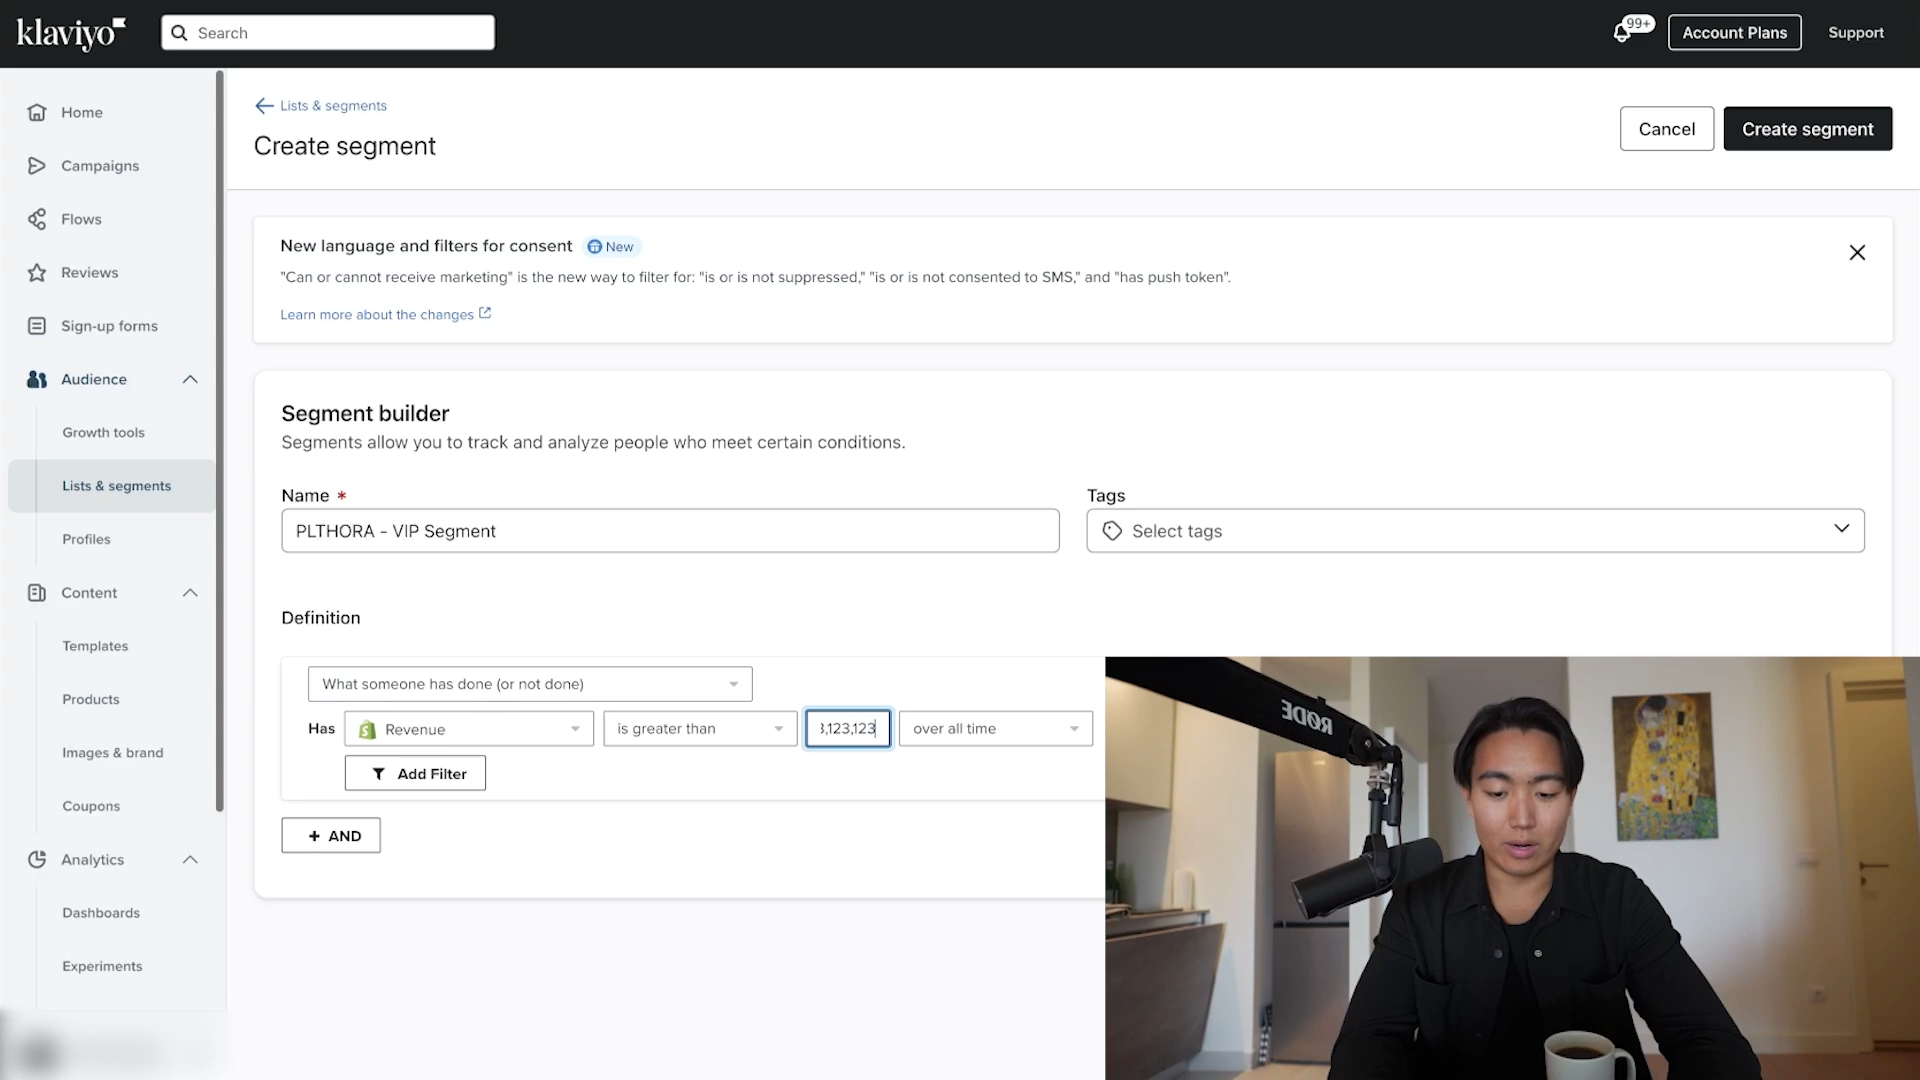 klaviyo
Search
99+
Account Plans
Support
Home
Campaigns
Flows
Reviews
Sign-up forms
Audience
Growth tools
Lists & segments
Profiles
Content
Templates
Products
Images & brand
Coupons
Analytics
Dashboards
Experiments
Lists & segments
Create segment
Cancel
Create segment
New language and filters for consent New
"Can or cannot receive marketing" is the new way to filter for: "is or is not suppressed," "is or is not consented to SMS," and "has push token".
Learn more about the changes
Segment builder
Segments allow you to track and analyze people who meet certain conditions.
Name *
PLTHORA - VIP Segment
Tags
Select tags
Definition
What someone has done (or not done)
Has Revenue is greater than 3,123,123 over all time
Add Filter
+ AND
RØDE